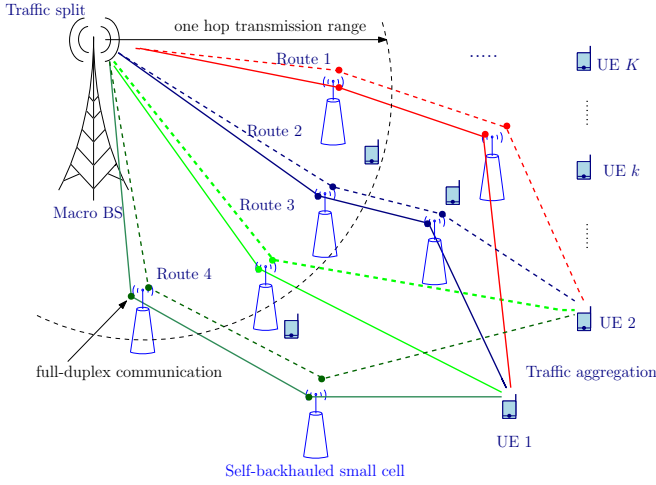 Traffic split
one hop transmission range
Route 1
.....
UE K
Route 2
UE k
Macro BS
Route 3
Route 4
UE 2
full-duplex communication
Traffic aggregation
UE 1
Self-backhauled small cell